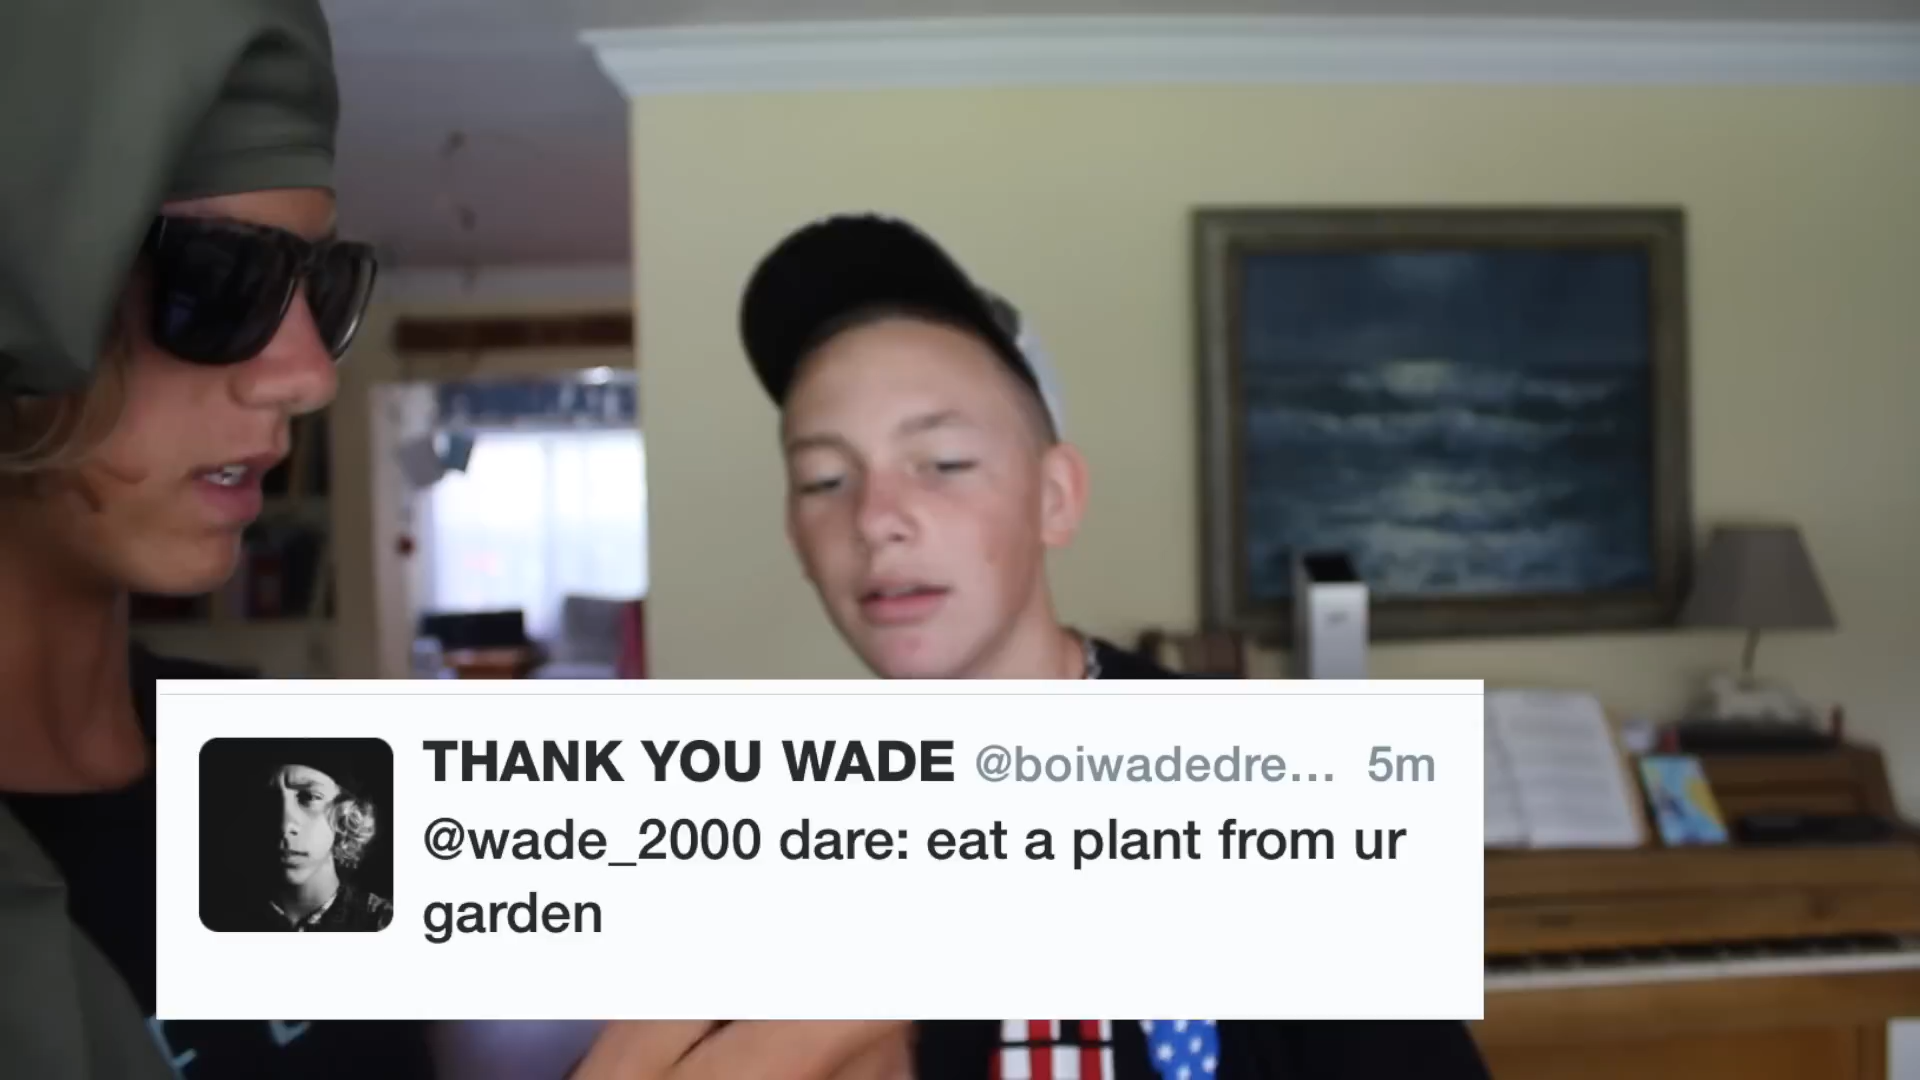 THANK YOU WADE @boiwadedre... 5m
@wade_2000 dare: eat a plant from ur
garden